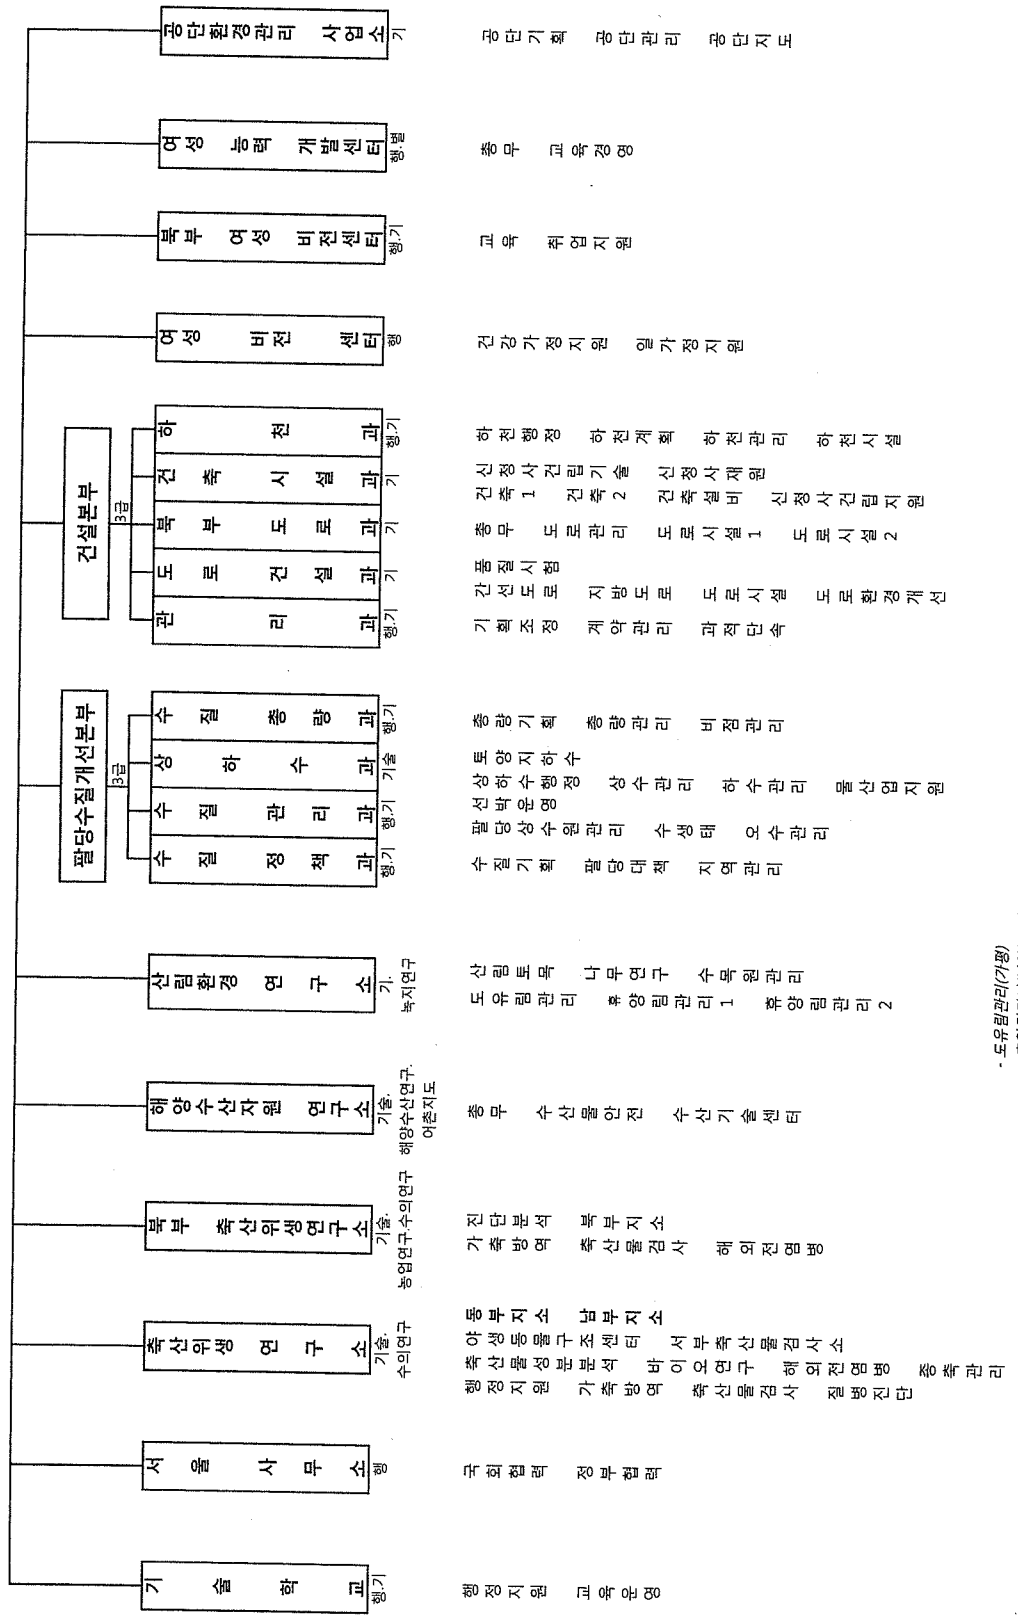 기술학교
행.기
행정지원 교육운영
서울사무소
행
국회협력 정부협력
축산위생 연구소
기술.
수의연구
행정지원 가축방역 축산물검사 질병진단
축산물성분분석 바이오연구 해외전염병 종축관리
야생동물구조센터 서부축산물검사소
동부지소 남부지소
북부 축산위생연구소
기술.
농업연구.수의연구
가축방역 축산물검사 해외전염병
진단분석 북부지소
해양수산자원 연구소
기술.
해양수산연구.
어촌지도
총무 수산물안전 수산기술센터
산림환경 연구소
기.
녹지연구
도유림관리 휴양림관리1 휴양림관리2
산림토목 나무연구 수목원관리
- 도유림관리(가평)
팔당수질개선본부
3급
수질정책과
행.기
수질기획 팔당대책 지역관리
수질관리과
행.기
팔당상수원관리 수생태 오수관리
선박운영
상하수과
기술
상하수행정 상수관리 하수관리 물산업지원
토양지하수
수질총량과
행.기
총량기획 총량관리 비점관리
건설본부
3급
관리과
행.기
기획조정 계약관리 과적단속
도로건설과
기
간선도로 지방도로 도로시설 도로환경개선
품질시험
북부도로과
기
총무 도로관리 도로시설1 도로시설2
건축시설과
기
건축1 건축2 건축설비 신청사건립지원
신청사건립기술 신청사재원
하천과
행.기
하천행정 하천계획 하천관리 하천시설
여성 비전 센터
행
건강가정지원 일가정지원
북부 여성 비전센터
행.기
교육 취업지원
여성 능력 개발센터
행.별
총무 교육경영
공단환경관리 사업소
기
공단기획 공단관리 공단지도